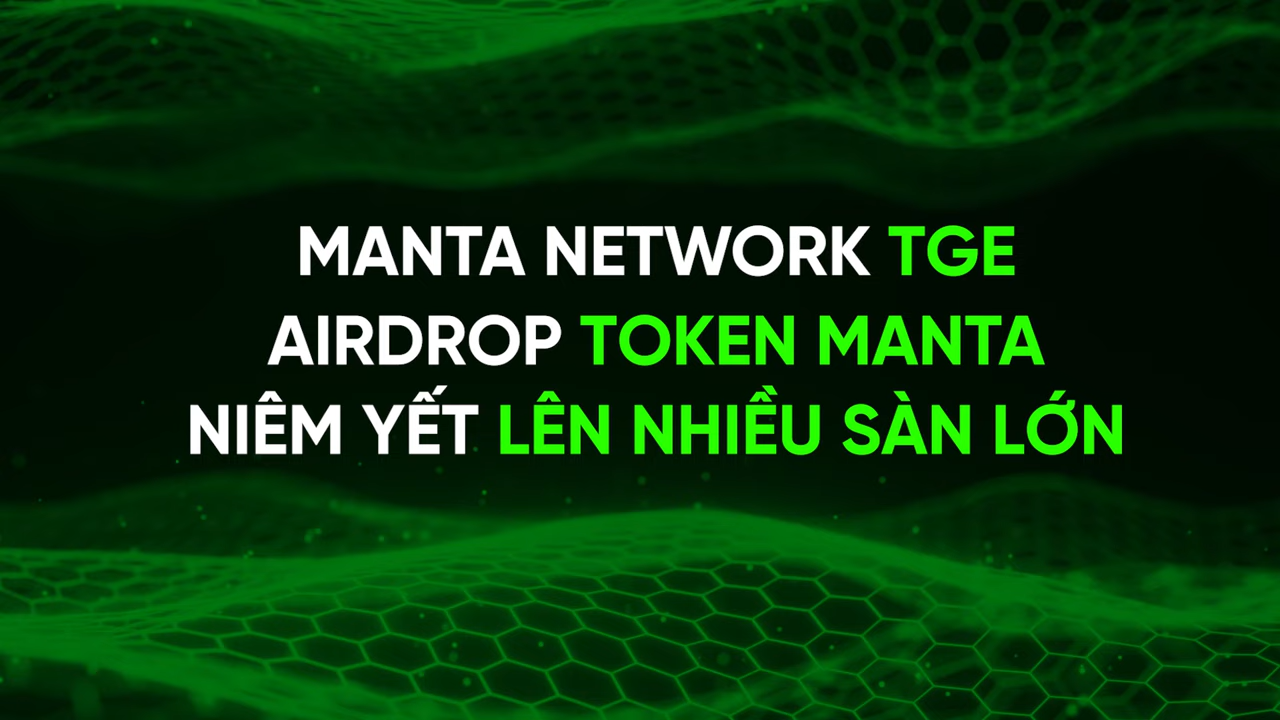 MANTA NETWORK TGE
AIRDROP TOKEN MANTA
NIÊM YẾT LÊN NHIỀU SÀN LỚN